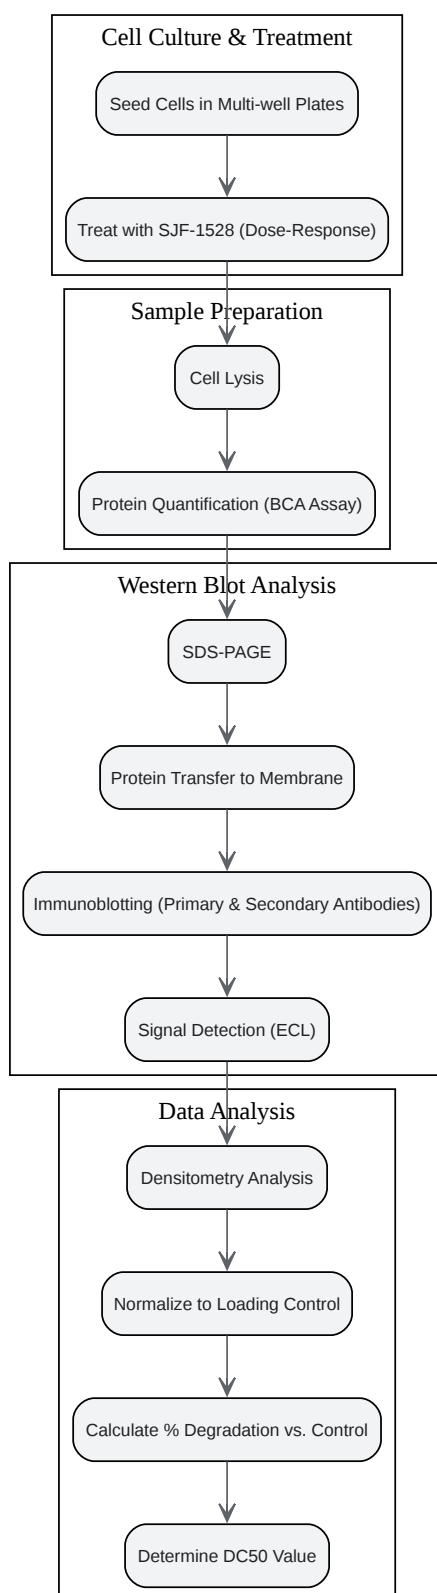 Cell Culture & Treatment
Seed Cells in Multi-well Plates
Treat with SJF-1528 (Dose-Response)
Sample Preparation
Cell Lysis
Protein Quantification (BCA Assay)
Western Blot Analysis
SDS-PAGE
Protein Transfer to Membrane
Immunoblotting (Primary & Secondary Antibodies)
Signal Detection (ECL)
Data Analysis
Densitometry Analysis
Normalize to Loading Control
Calculate % Degradation vs. Control
Determine DC50 Value